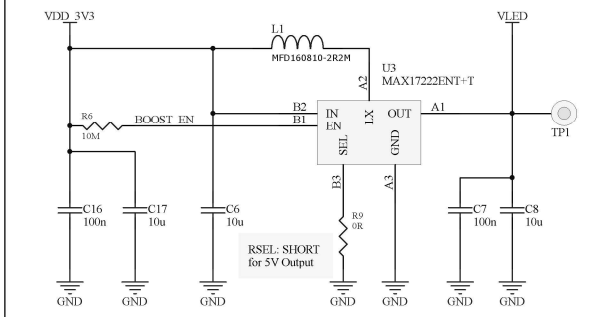 VDD_3V3
VLED
L1
MFD160810-2R2M
U3
MAX17222ENT+T
A2
B2
IN
LX
OUT
A1
B1
EN
R6
10M
BOOST_EN
SEL
GND
TP1
B3
A3
C16
100n
C17
10u
C6
10u
R9
0R
C7
100n
C8
10u
RSEL: SHORT
for 5V Output
GND
GND
GND
GND
GND
GND
GND